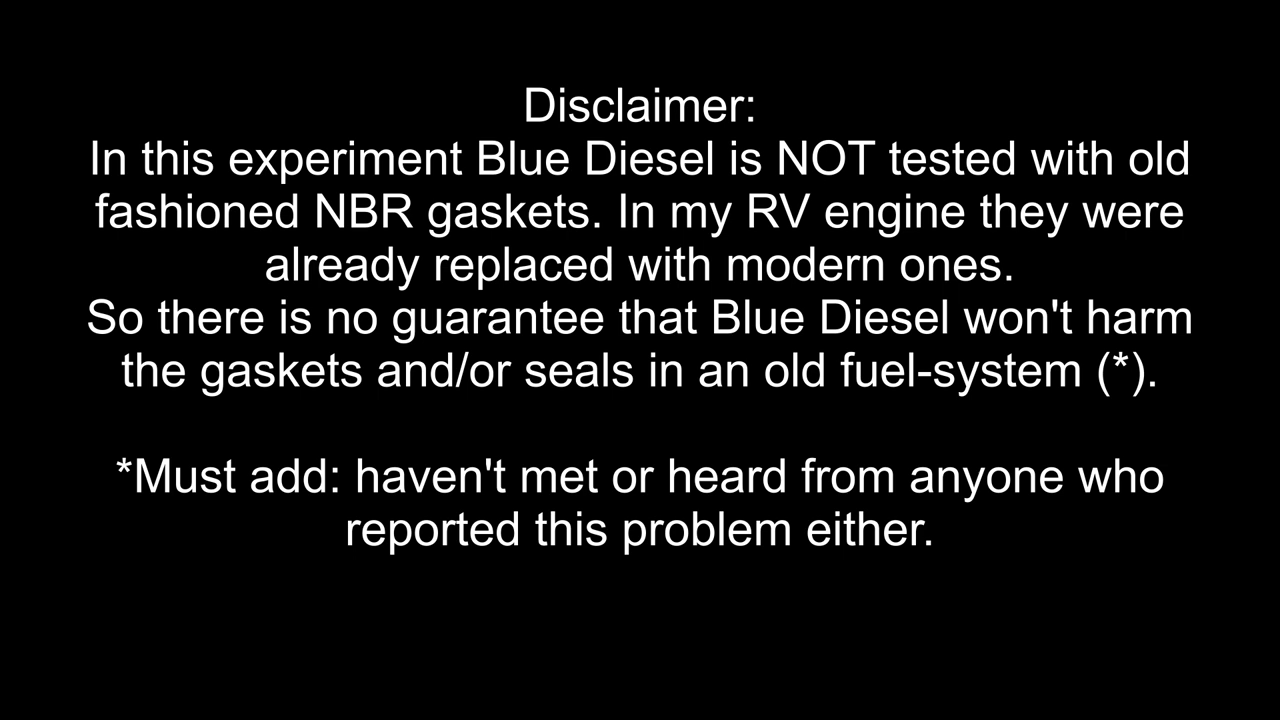 Disclaimer:
In this experiment Blue Diesel is NOT tested with old
fashioned NBR gaskets. In my RV engine they were
already replaced with modern ones.
So there is no guarantee that Blue Diesel won't harm
the gaskets and/or seals in an old fuel-system (*).
*Must add: haven't met or heard from anyone who
reported this problem either.